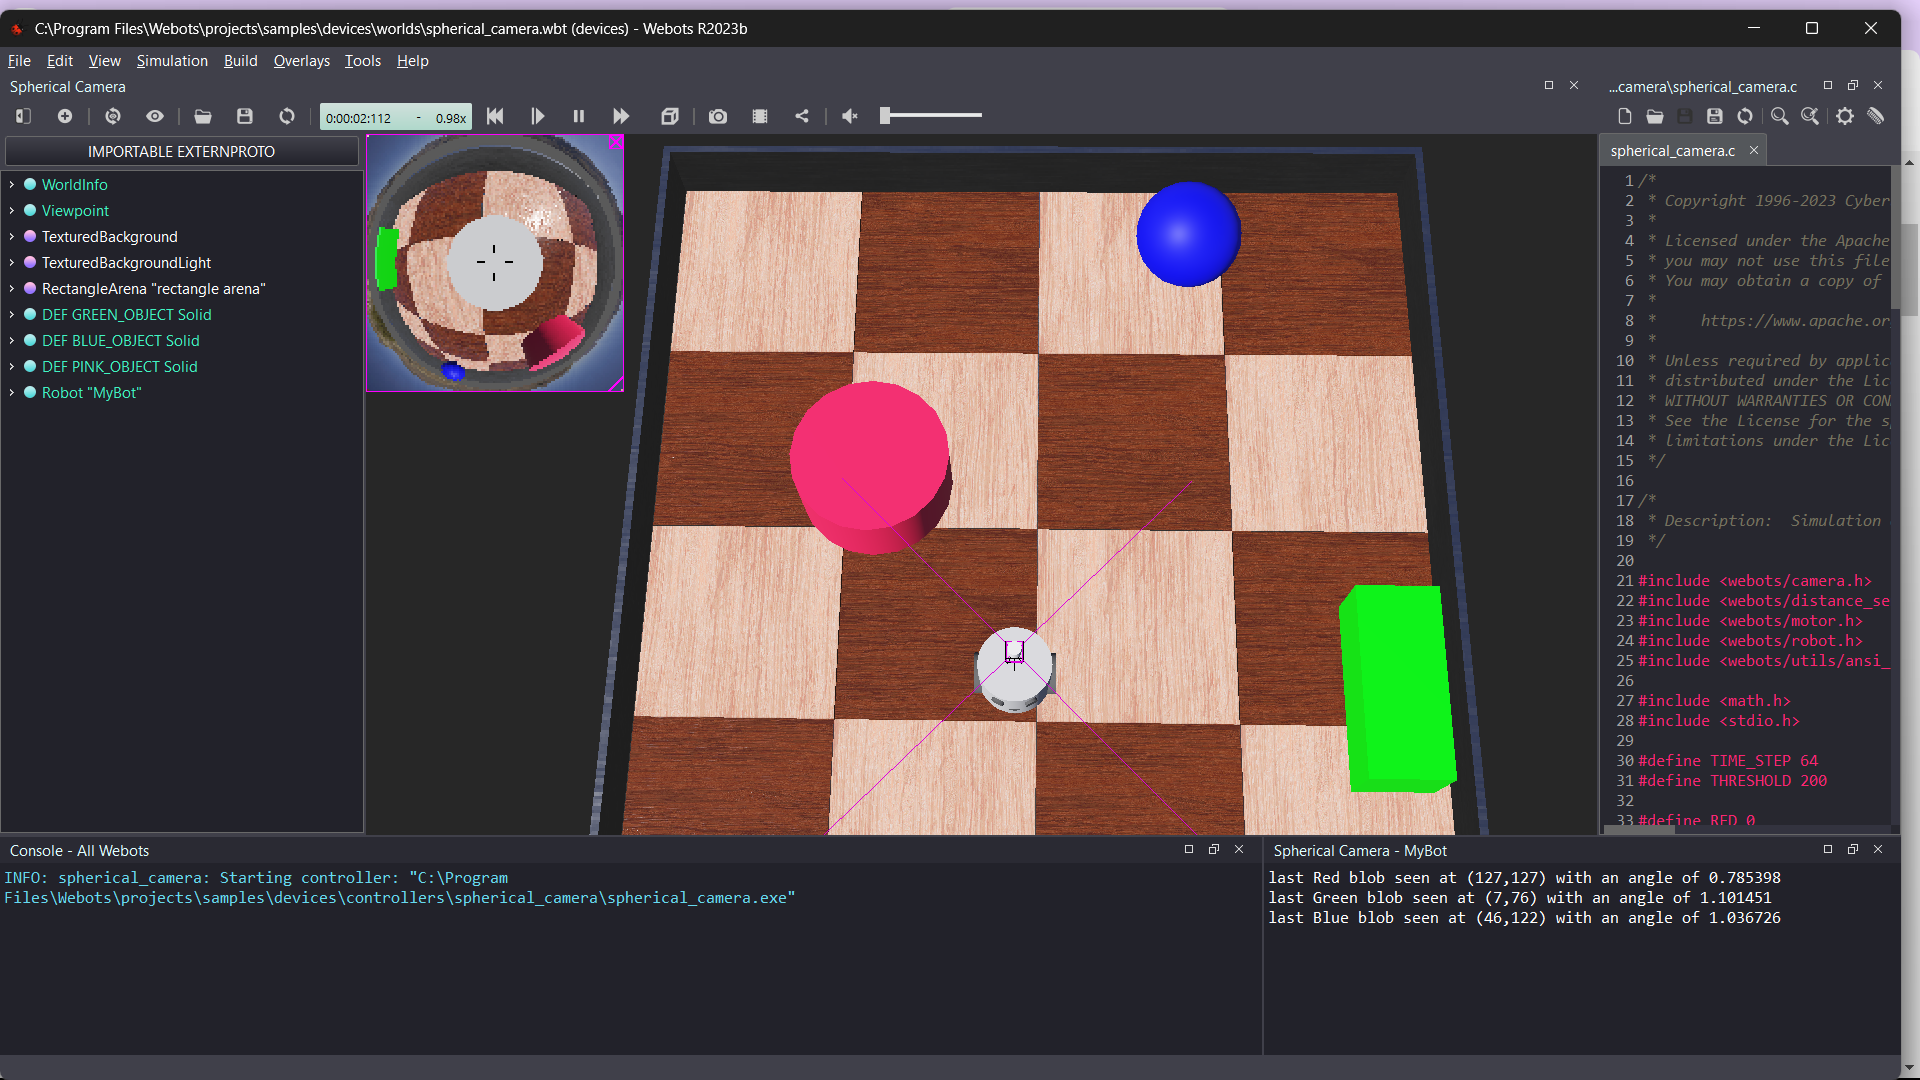 C:\Program Files\Webots\projects\samples\devices\worlds\spherical_camera.wbt (devices) - Webots R2023b
File Edit View Simulation Build Overlays Tools Help
Spherical Camera
...camera\spherical_camera.c
0:00:02:112 - 0.98x
IMPORTABLE EXTERNPROTO
WorldInfo
Viewpoint
TexturedBackground
TexturedBackgroundLight
RectangleArena "rectangle arena"
DEF GREEN_OBJECT Solid
DEF BLUE_OBJECT Solid
DEF PINK_OBJECT Solid
Robot "MyBot"
spherical_camera.c
1 /*
2 * Copyright 1996-2023 Cyber
3 *
4 * Licensed under the Apache
5 * you may not use this file
6 * You may obtain a copy of
7 *
8 * https://www.apache.or
9 *
10 * Unless required by applic
11 * distributed under the Lic
12 * WITHOUT WARRANTIES OR CON
13 * See the License for the s
14 * limitations under the Lic
15 */
16
17 /*
18 * Description: Simulation
19 */
20
21 #include <webots/camera.h>
22 #include <webots/distance_se
23 #include <webots/motor.h>
24 #include <webots/robot.h>
25 #include <webots/utils/ansi_
26
27 #include <math.h>
28 #include <stdio.h>
29
30 #define TIME_STEP 64
31 #define THRESHOLD 200
32
33 #define RED 0
Console - All Webots
INFO: spherical_camera: Starting controller: "C:\Program
Files\Webots\projects\samples\devices\controllers\spherical_camera\spherical_camera.exe"
Spherical Camera - MyBot
last Red blob seen at (127,127) with an angle of 0.785398
last Green blob seen at (7,76) with an angle of 1.101451
last Blue blob seen at (46,122) with an angle of 1.036726